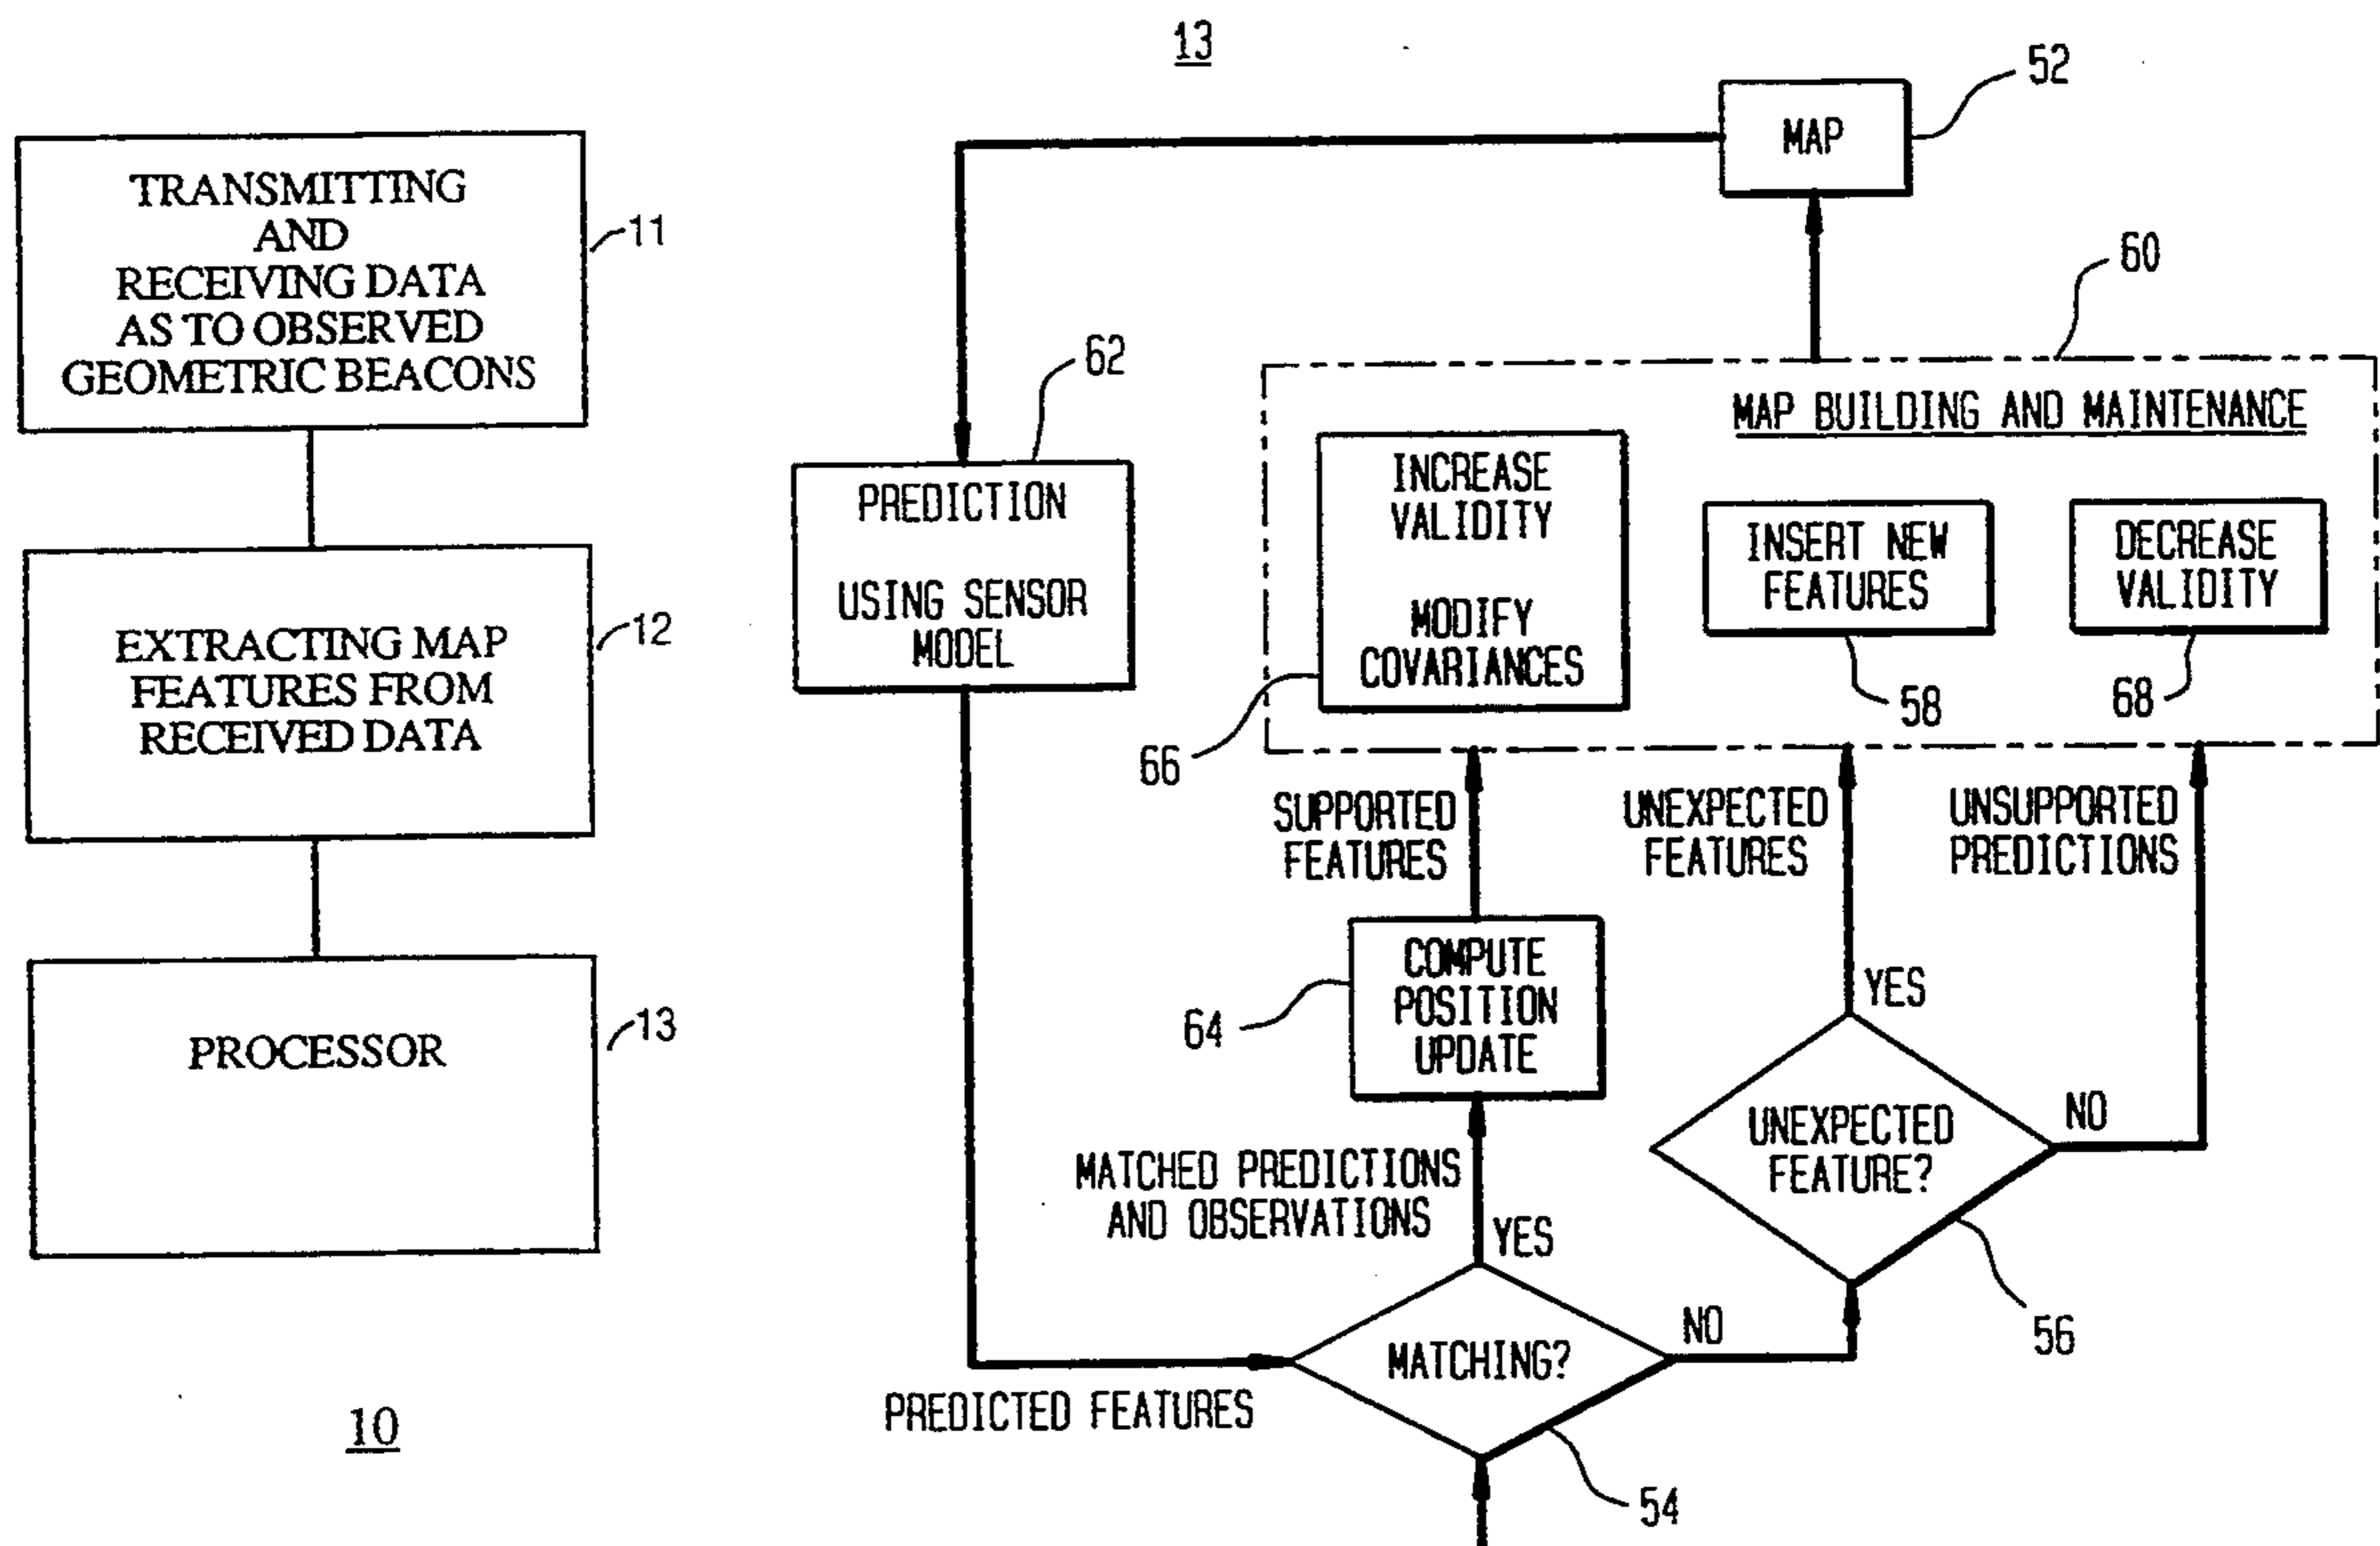 TRANSMITTING
AND
RECEIVING DATA
AS TO OBSERVED
GEOMETRIC BEACONS
11
EXTRACTING MAP
FEATURES FROM
RECEIVED DATA
12
PROCESSOR
13
10
13
MAP
52
60
62
PREDICTION
USING SENSOR
MODEL
MAP BUILDING AND MAINTENANCE
INCREASE
VALIDITY
MODIFY
COVARIANCES
66
INSERT NEW
FEATURES
58
DECREASE
VALIDITY
68
SUPPORTED
FEATURES
UNEXPECTED
FEATURES
UNSUPPORTED
PREDICTIONS
COMPUTE
POSITION
UPDATE
64
YES
UNEXPECTED
FEATURE?
NO
56
MATCHED PREDICTIONS
AND OBSERVATIONS
YES
MATCHING?
NO
PREDICTED FEATURES
54